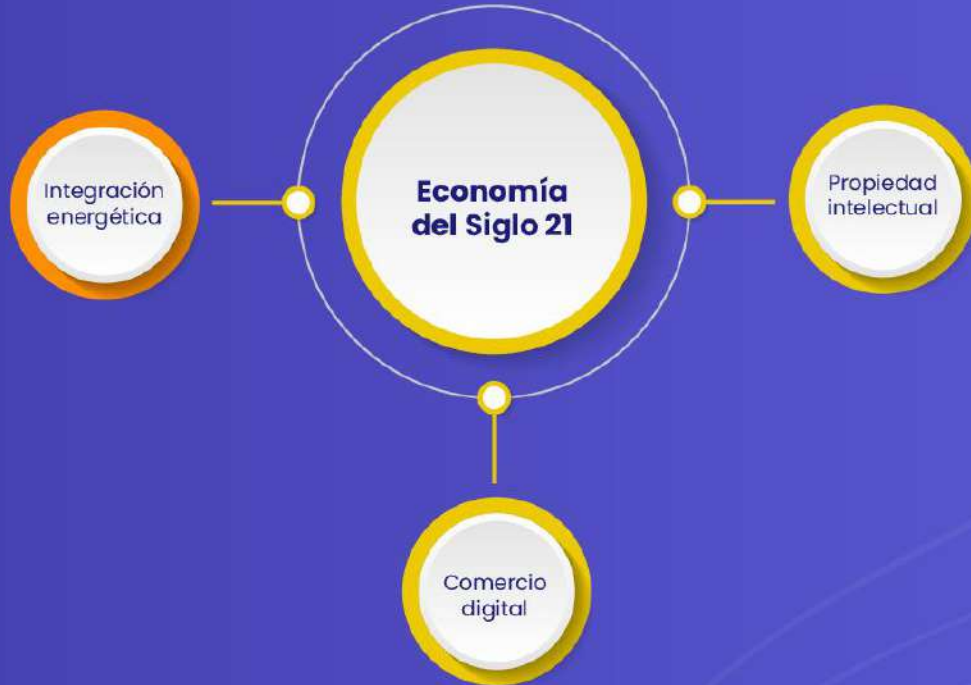 Integración
energética
Economía
del Siglo 21
Propiedad
intelectual
Comercio
digital